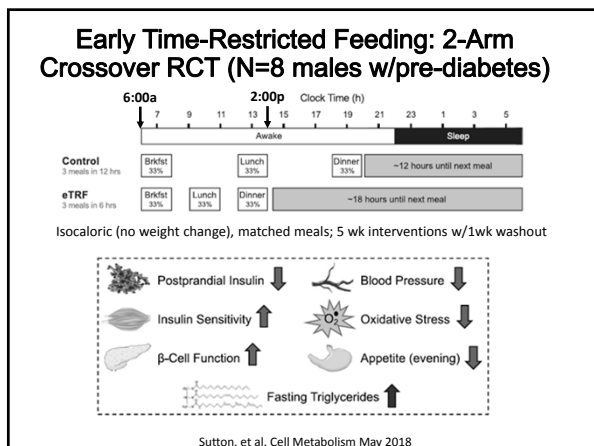 Early Time-Restricted Feeding: 2-Arm
Crossover RCT (N=8 males w/pre-diabetes)
6:00a 2:00p Clock Time (h)
7 9 11 13 15 17 19 21 23 1 3 5
Awake Sleep
Control
3 meals in 12 hrs
Brkfst
33%
Lunch
33%
Dinner
33%
~12 hours until next meal
eTRF
3 meals in 6 hrs
Brkfst
33%
Lunch
33%
Dinner
33%
~18 hours until next meal
Isocaloric (no weight change), matched meals; 5 wk interventions w/1wk washout
Postprandial Insulin
Blood Pressure
Insulin Sensitivity
O2
Oxidative Stress
β-Cell Function
Appetite (evening)
Fasting Triglycerides
Sutton, et al. Cell Metabolism May 2018